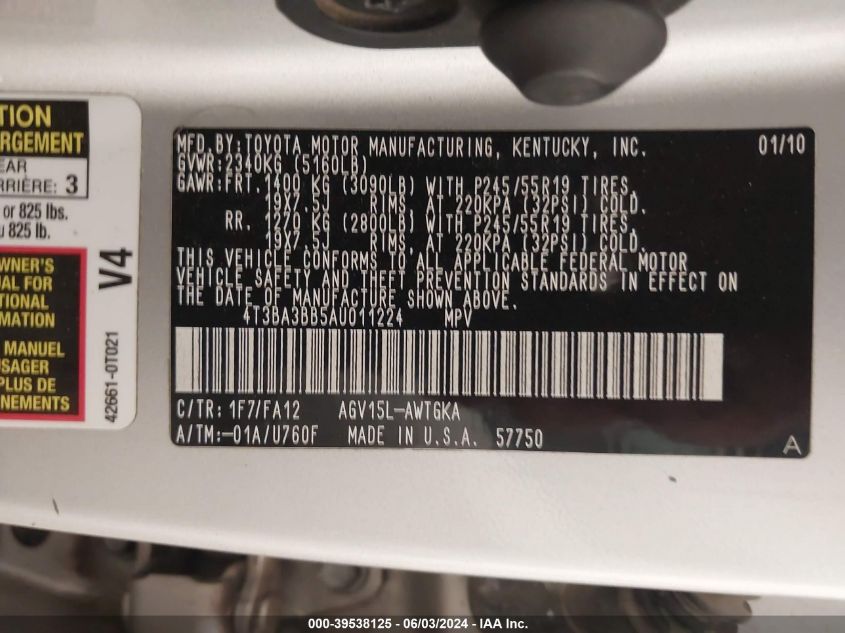 TION
RGEMENT
EAR
RRIÈRE: 3
or 825 lbs.
u 825 lb.
WNER'S
UAL FOR
TIONAL
RMATION
MANUEL
USAGER
PLUS DE
NEMENTS
V4
42661-0T021
MFD. BY: TOYOTA MOTOR MANUFACTURING, KENTUCKY, INC. 01/10
GVWR: 2340KG (5160LB)
GAWR: FRT. 1400 KG (3090LB) WITH P245/55R19 TIRES,
19X7.5J RIMS, AT 220KPA (32PSI) COLD.
RR. 1270 KG (2800LB) WITH P245/55R19 TIRES,
19X7.5J RIMS, AT 220KPA (32PSI) COLD.
THIS VEHICLE CONFORMS TO ALL APPLICABLE FEDERAL MOTOR
VEHICLE SAFETY AND THEFT PREVENTION STANDARDS IN EFFECT ON
THE DATE OF MANUFACTURE SHOWN ABOVE.
4T3BA3BB5AU011224 MPV
C/TR: 1F7/FA12 AGV15L-AWTGKA
A/TM:-01A/U760F MADE IN U.S.A. 57750
A
000-39538125 - 06/03/2024 - IAA Inc.